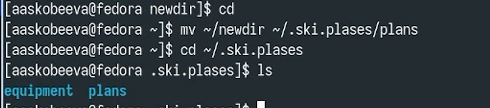 [aaskobeeva@fedora newdir]$ cd
[aaskobeeva@fedora ~]$ mv ~/newdir ~/.ski.plases/plans
[aaskobeeva@fedora ~]$ cd ~/.ski.plases
[aaskobeeva@fedora .ski.plases]$ ls
equipment plans
[aaskobeeva@fedora .ski.plases]$